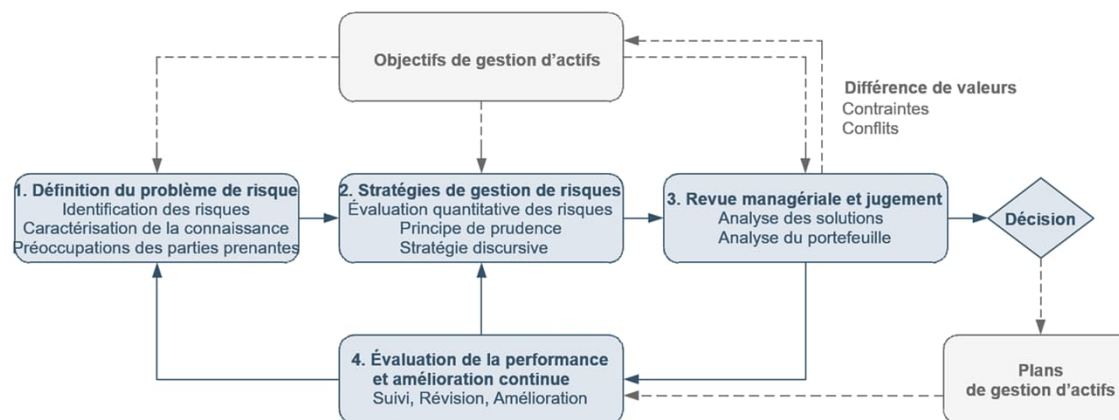 Objectifs de gestion d'actifs
Différence de valeurs
Contraintes
Conflits
1. Définition du problème de risque
Identification des risques
Caractérisation de la connaissance
Préoccupations des parties prenantes
2. Stratégies de gestion de risques
Évaluation quantitative des risques
Principe de prudence
Stratégie discursive
3. Revue managériale et jugement
Analyse des solutions
Analyse du portefeuille
Décision
4. Évaluation de la performance
et amélioration continue
Suivi, Révision, Amélioration
Plans
de gestion d'actifs